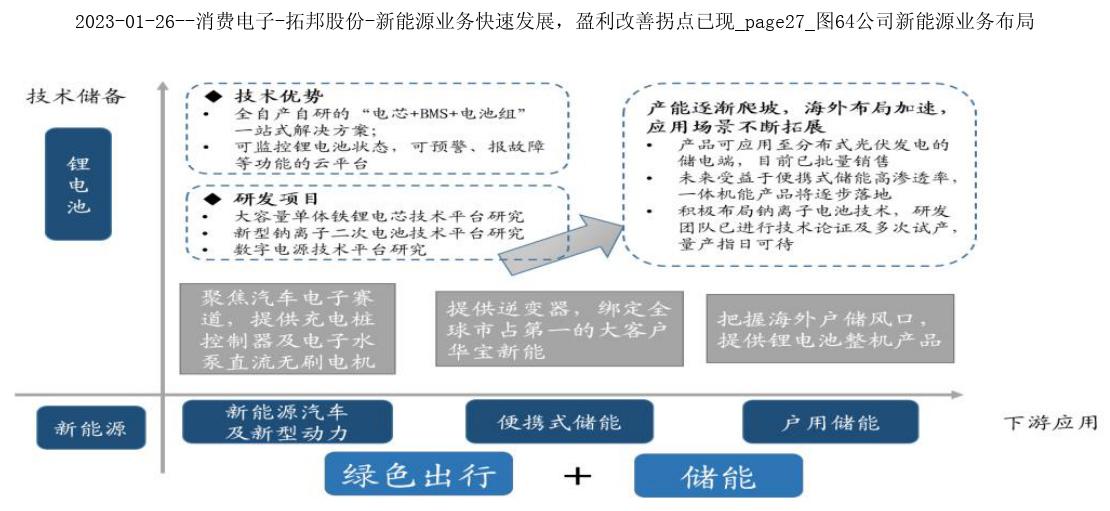 2023-01-26--消费电子-拓邦股份-新能源业务快速发展，盈利改善拐点已现_page27_图64公司新能源业务布局
技术储备
锂
电
池
◆ 技术优势
• 全自产自研的“电芯+BMS+电池组”
一站式解决方案；
• 可监控锂电池状态，可预警、报故障
等功能的云平台
◆ 研发项目
• 大容量单体铁锂电芯技术平台研究
• 新型钠离子二次电池技术平台研究
• 数字电源技术平台研究
产能逐渐爬坡，海外布局加速，
应用场景不断拓展
• 产品可应用至分布式光伏发电的
储电端，目前已批量销售
• 未来受益于便携式储能高渗透率，
一体机能产品将逐步落地
• 积极布局钠离子电池技术，研发
团队已进行技术论证及多次试产，
量产指日可待
聚焦汽车电子赛
道，提供充电桩
控制器及电子水
泵直流无刷电机
提供逆变器，绑定全
球市占第一的大客户
华宝新能
把握海外户储风口，
提供锂电池整机产品
新能源
新能源汽车
及新型动力
便携式储能
户用储能
下游应用
绿色出行
+
储能